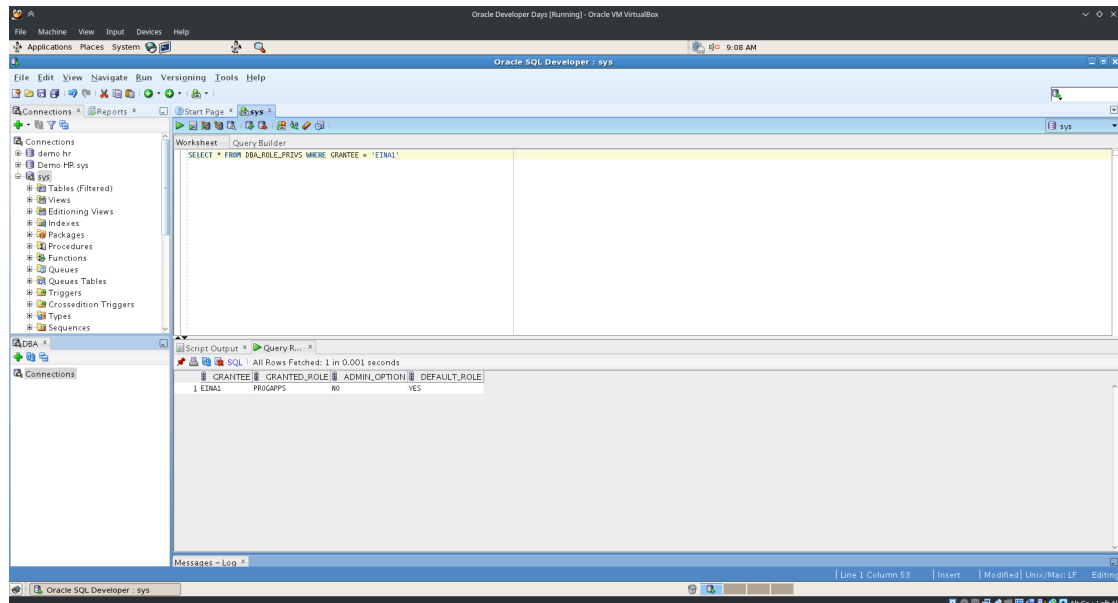 Oracle Developer Days [Running] - Oracle VM VirtualBox
File Machine View Input Devices Help
Applications Places System 9:08 AM
Oracle SQL Developer : sys
File Edit View Navigate Run Versioning Tools Help
Connections Reports
Start Page sys
sys
Worksheet Query Builder
SELECT * FROM DBA_ROLE_PRIVS WHERE GRANTEE = 'EINA1'
Connections
demo hr
Demo HR sys
sys
Tables (Filtered)
Views
Editioning Views
Indexes
Packages
Procedures
Functions
Queues
Queues Tables
Triggers
Crossedition Triggers
Types
Sequences
DBA
Connections
Script Output Query R...
SQL | All Rows Fetched: 1 in 0.001 seconds
GRANTEE GRANTED_ROLE ADMIN_OPTION DEFAULT_ROLE
1 EINA1 PROGAPPS NO YES
Messages - Log
Line 1 Column 53 | Insert | Modified | Unix/Mac: LF Editing
Oracle SQL Developer : sys